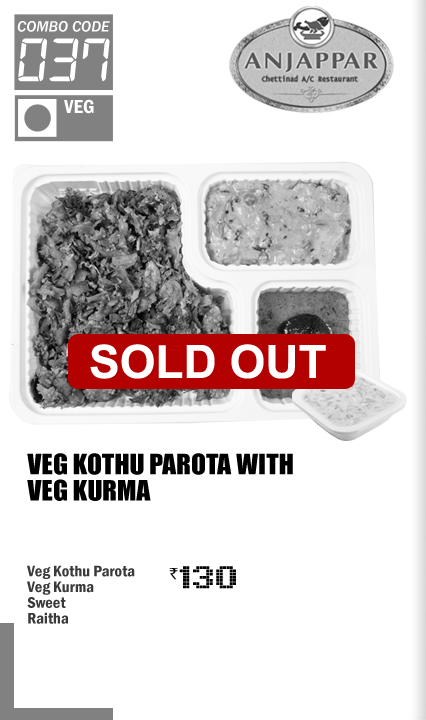 COMBO CODE
037
VEG
ANJAPPAR
Chettinad A/C Restaurant
SOLD OUT
VEG KOTHU PAROTA WITH
VEG KURMA
Veg Kothu Parota
₹130
Veg Kurma
Sweet
Raitha